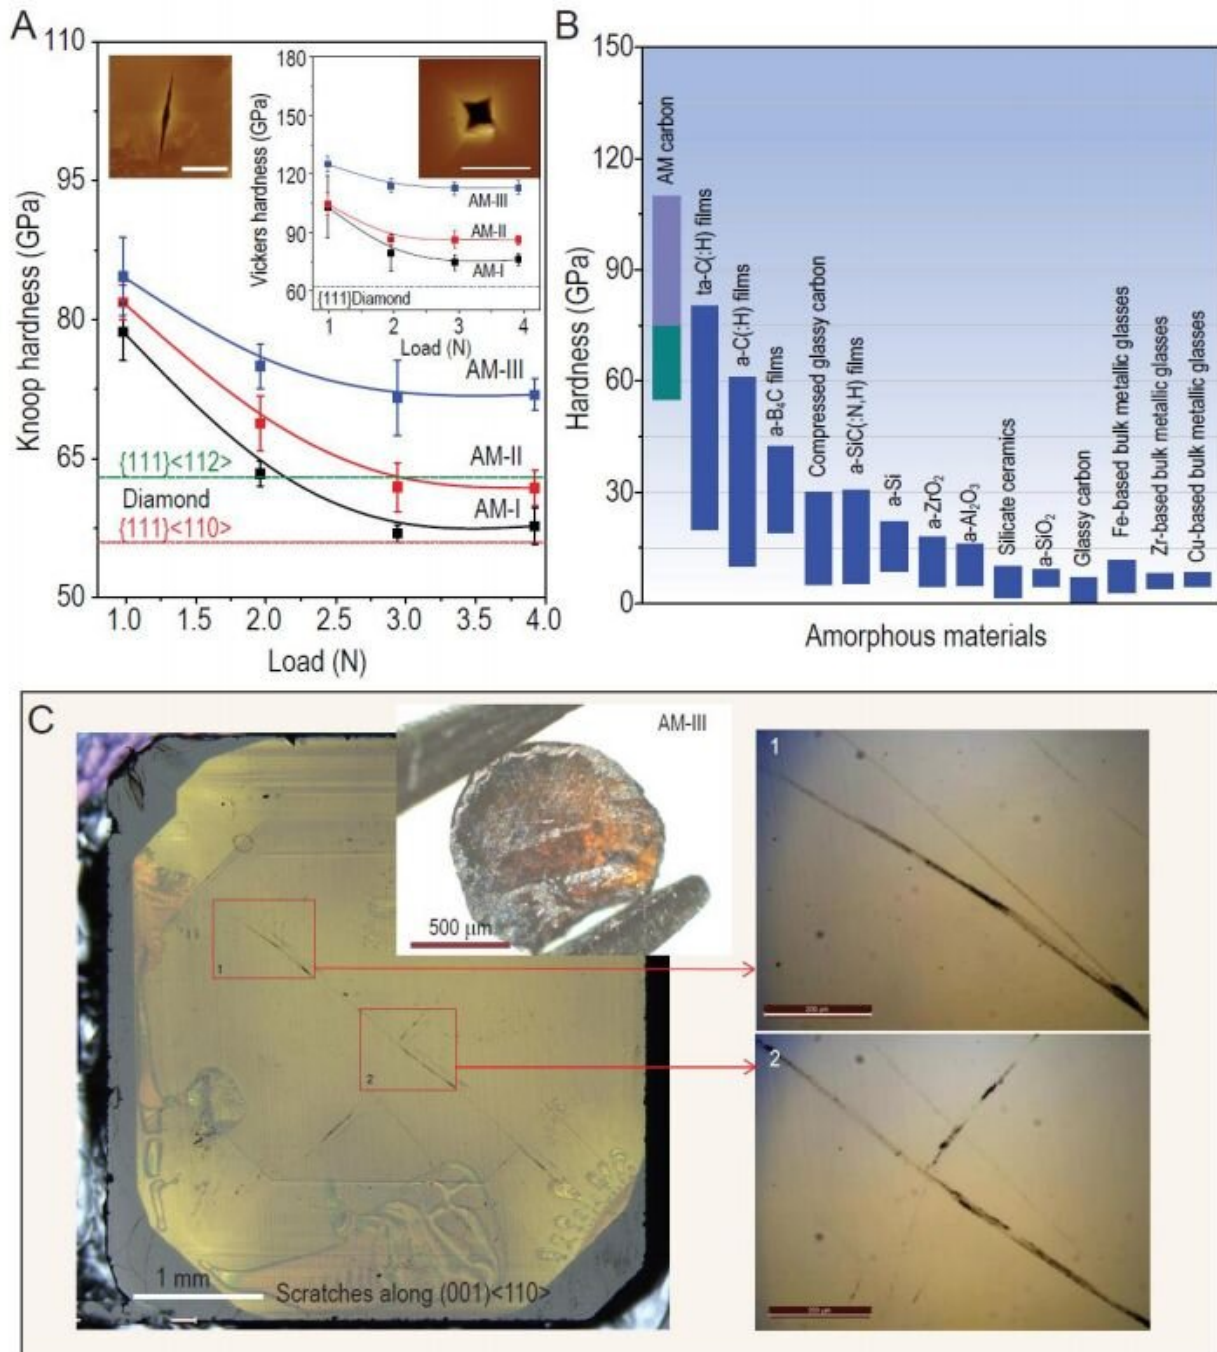 A
110
95
80
65
50
Knoop hardness (GPa)
1.0
1.5
2.0
2.5
3.0
3.5
4.0
Load (N)
AM-III
AM-II
AM-I
{111}<112>
Diamond
{111}<110>
180
150
120
90
60
Vickers hardness (GPa)
AM-III
AM-II
AM-I
{111}Diamond
1
2
3
4
Load (N)
B
150
120
90
60
30
0
Hardness (GPa)
AM carbon
ta-C(:H) films
a-C(:H) films
a-B₄C films
Compressed glassy carbon
a-SiC(:N,H) films
a-Si
a-ZrO₂
a-Al₂O₃
Silicate ceramics
a-SiO₂
Glassy carbon
Fe-based bulk metallic glasses
Zr-based bulk metallic glasses
Cu-based bulk metallic glasses
Amorphous materials
C
AM-III
500 μm
1
2
1 mm
Scratches along (001)<110>
1
200 μm
2
200 μm